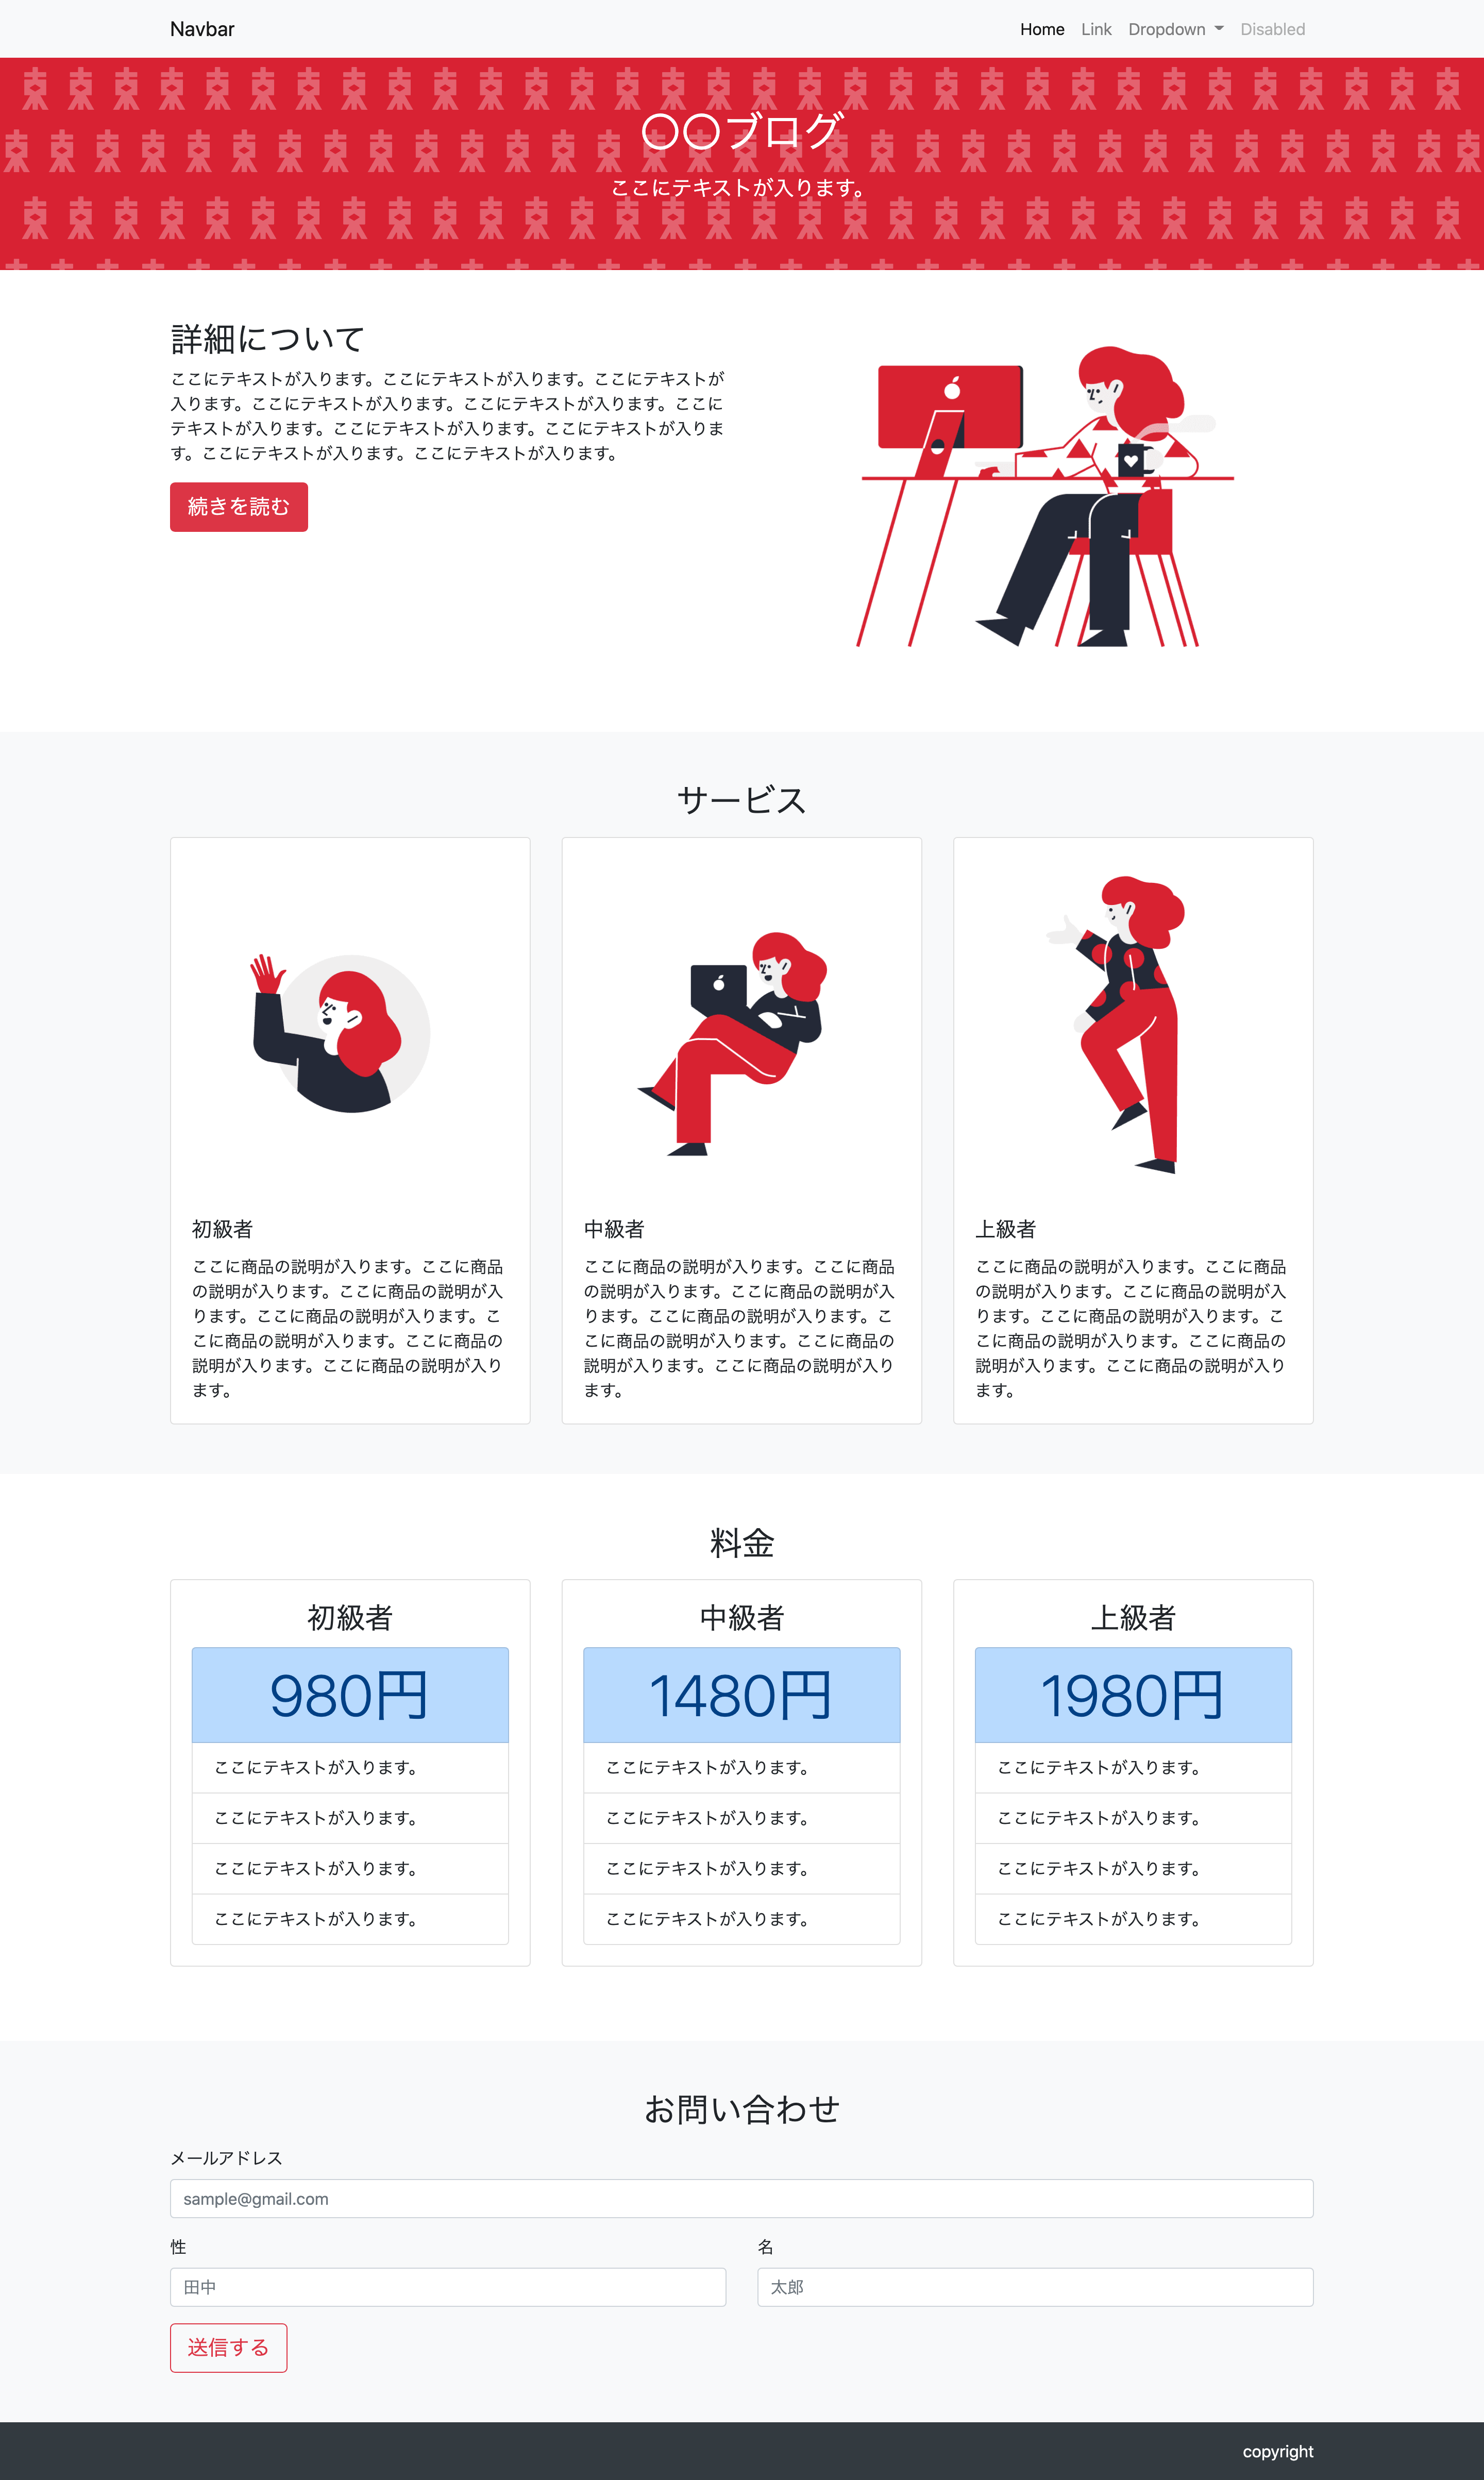 Navbar
Home Link Dropdown Disabled
〇〇ブログ
ここにテキストが入ります。
詳細について
ここにテキストが入ります。ここにテキストが入ります。ここにテキストが
入ります。ここにテキストが入ります。ここにテキストが入ります。ここに
テキストが入ります。ここにテキストが入ります。ここにテキストが入りま
す。ここにテキストが入ります。ここにテキストが入ります。
続きを読む
サービス
初級者
ここに商品の説明が入ります。ここに商品
の説明が入ります。ここに商品の説明が入
ります。ここに商品の説明が入ります。こ
こに商品の説明が入ります。ここに商品の
説明が入ります。ここに商品の説明が入り
ます。
中級者
ここに商品の説明が入ります。ここに商品
の説明が入ります。ここに商品の説明が入
ります。ここに商品の説明が入ります。こ
こに商品の説明が入ります。ここに商品の
説明が入ります。ここに商品の説明が入り
ます。
上級者
ここに商品の説明が入ります。ここに商品
の説明が入ります。ここに商品の説明が入
ります。ここに商品の説明が入ります。こ
こに商品の説明が入ります。ここに商品の
説明が入ります。ここに商品の説明が入り
ます。
料金
初級者
980円
ここにテキストが入ります。
ここにテキストが入ります。
ここにテキストが入ります。
ここにテキストが入ります。
中級者
1480円
ここにテキストが入ります。
ここにテキストが入ります。
ここにテキストが入ります。
ここにテキストが入ります。
上級者
1980円
ここにテキストが入ります。
ここにテキストが入ります。
ここにテキストが入ります。
ここにテキストが入ります。
お問い合わせ
メールアドレス
sample@gmail.com
性
田中
名
太郎
送信する
copyright